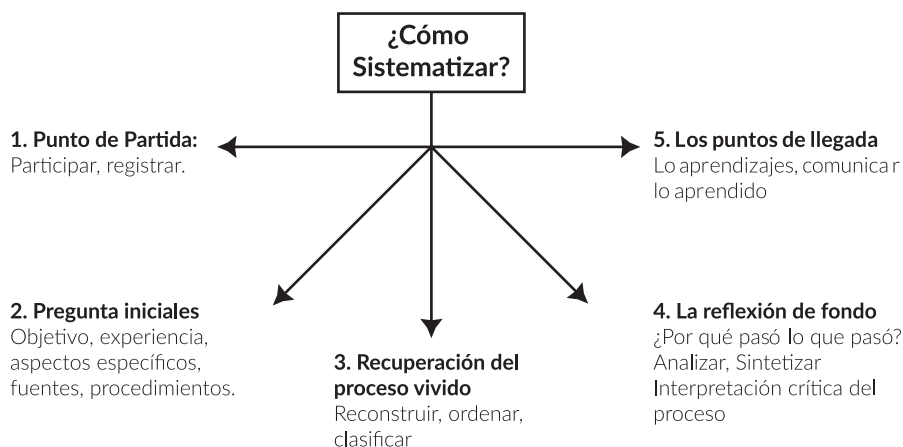 ¿Cómo
Sistematizar?
1. Punto de Partida:
Participar, registrar.
2. Pregunta iniciales
Objetivo, experiencia,
aspectos específicos,
fuentes, procedimientos.
3. Recuperación del
proceso vivido
Reconstruir, ordenar,
clasificar
4. La reflexión de fondo
¿Por qué pasó lo que pasó?
Analizar, Sintetizar
Interpretación crítica del
proceso
5. Los puntos de llegada
Lo aprendizajes, comunicar
lo aprendido